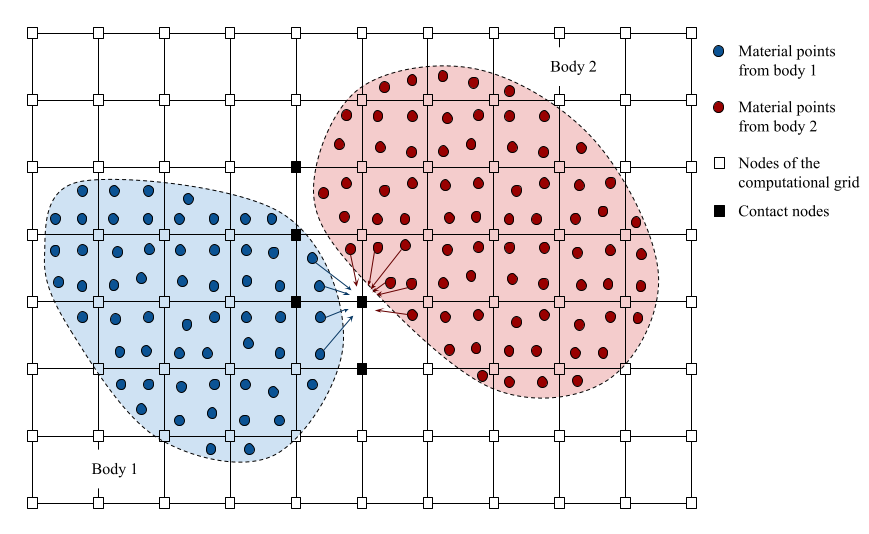 Body 2
Material points
from body 1
Material points
from body 2
Nodes of the
computational grid
Contact nodes
Body 1